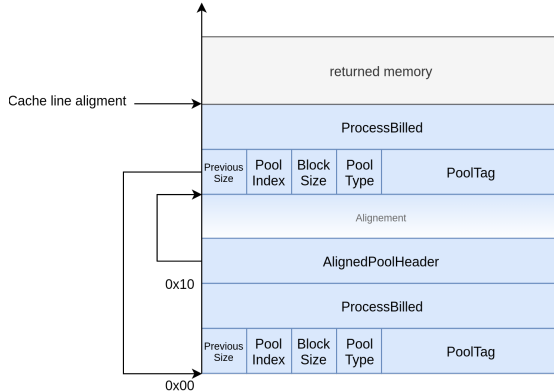 returned memory
Cache line aligment
ProcessBilled
Previous
Size
Pool
Index
Block
Size
Pool
Type
PoolTag
Alignement
AlignedPoolHeader
0x10
ProcessBilled
Previous
Size
Pool
Index
Block
Size
Pool
Type
PoolTag
0x00